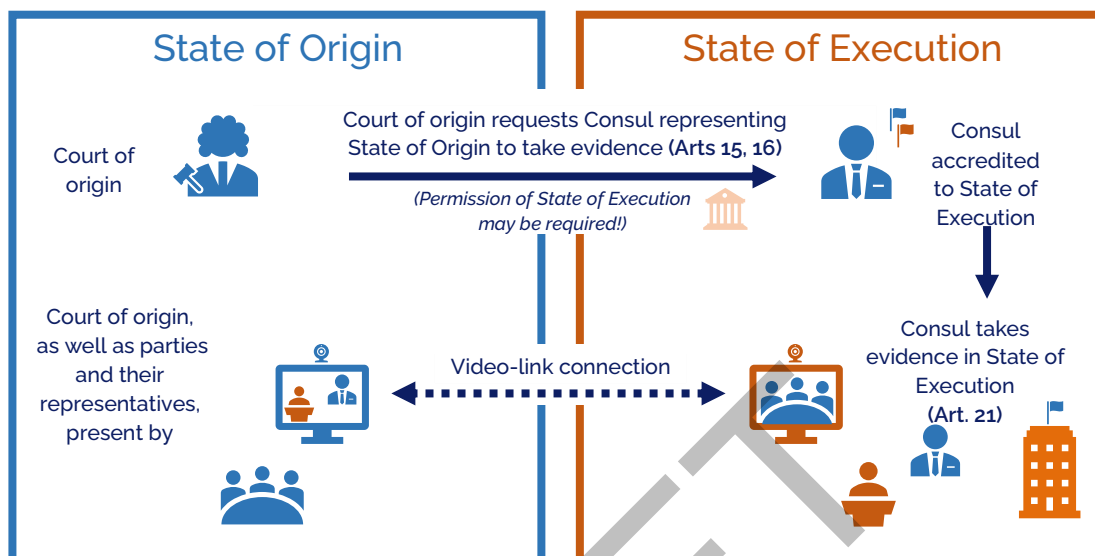 State of Origin
State of Execution
Court of
origin
Court of origin requests Consul representing
State of Origin to take evidence (Arts 15, 16)
(Permission of State of Execution
may be required!)
Consul
accredited
to State of
Execution
Court of origin,
as well as parties
and their
representatives,
present by
Video-link connection
Consul takes
evidence in State of
Execution
(Art. 21)